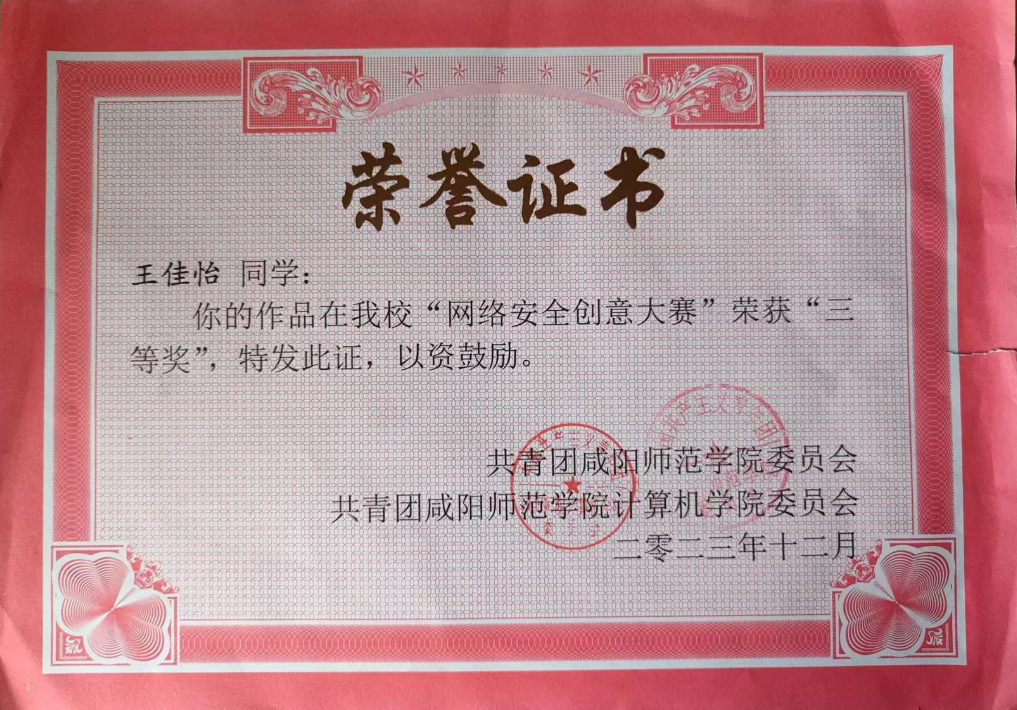 荣誉证书
王佳怡 同学：
你的作品在我校“网络安全创意大赛”荣获“三
等奖”，特发此证，以资鼓励。
共青团咸阳师范学院委员会
共青团咸阳师范学院计算机学院委员会
二零二三年十二月